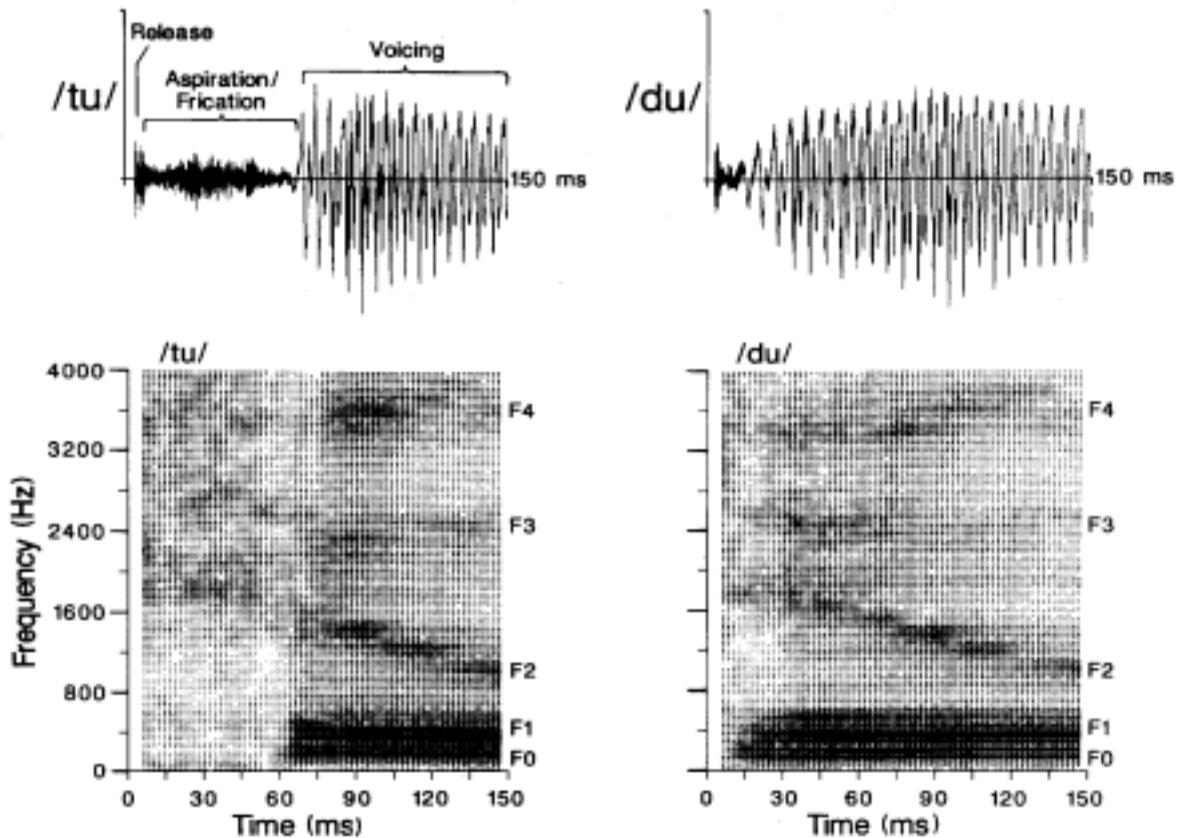 Release
Voicing
Aspiration/
Frication
/tu/
150 ms
/du/
150 ms
/tu/
4000
3200
2400
1600
800
0
Frequency (Hz)
F4
F3
F2
F1
F0
0 30 60 90 120 150
Time (ms)
/du/
F4
F3
F2
F1
F0
0 30 60 90 120 150
Time (ms)